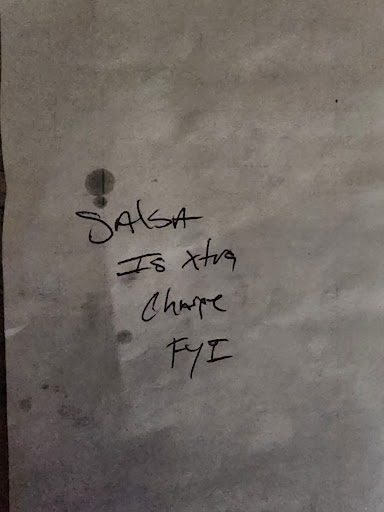 SAlSA
Is xtra
Charge
FYI